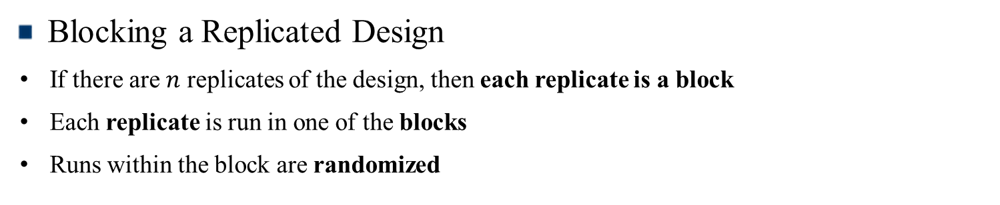 Blocking a Replicated Design
• If there are n replicates of the design, then each replicate is a block
• Each replicate is run in one of the blocks
• Runs within the block are randomized